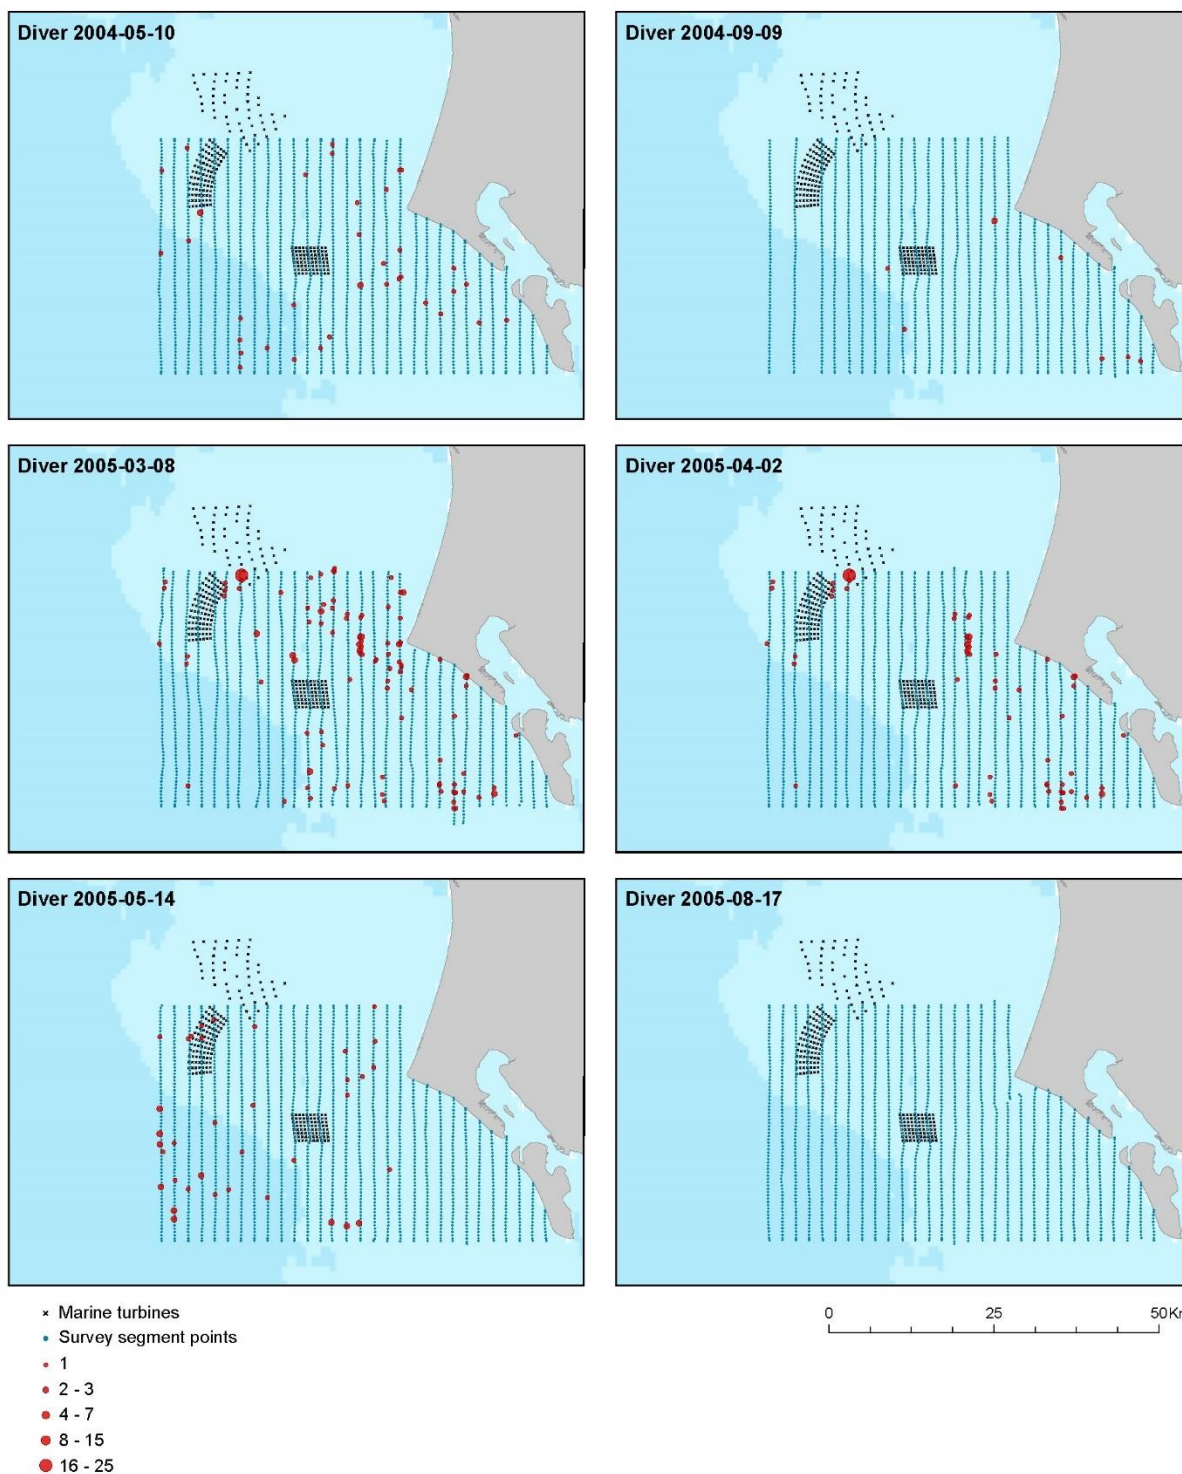 Diver 2004-05-10
Diver 2004-09-09
Diver 2005-03-08
Diver 2005-04-02
Diver 2005-05-14
Diver 2005-08-17
Marine turbines
Survey segment points
1
2 - 3
4 - 7
8 - 15
16 - 25
0 25 50